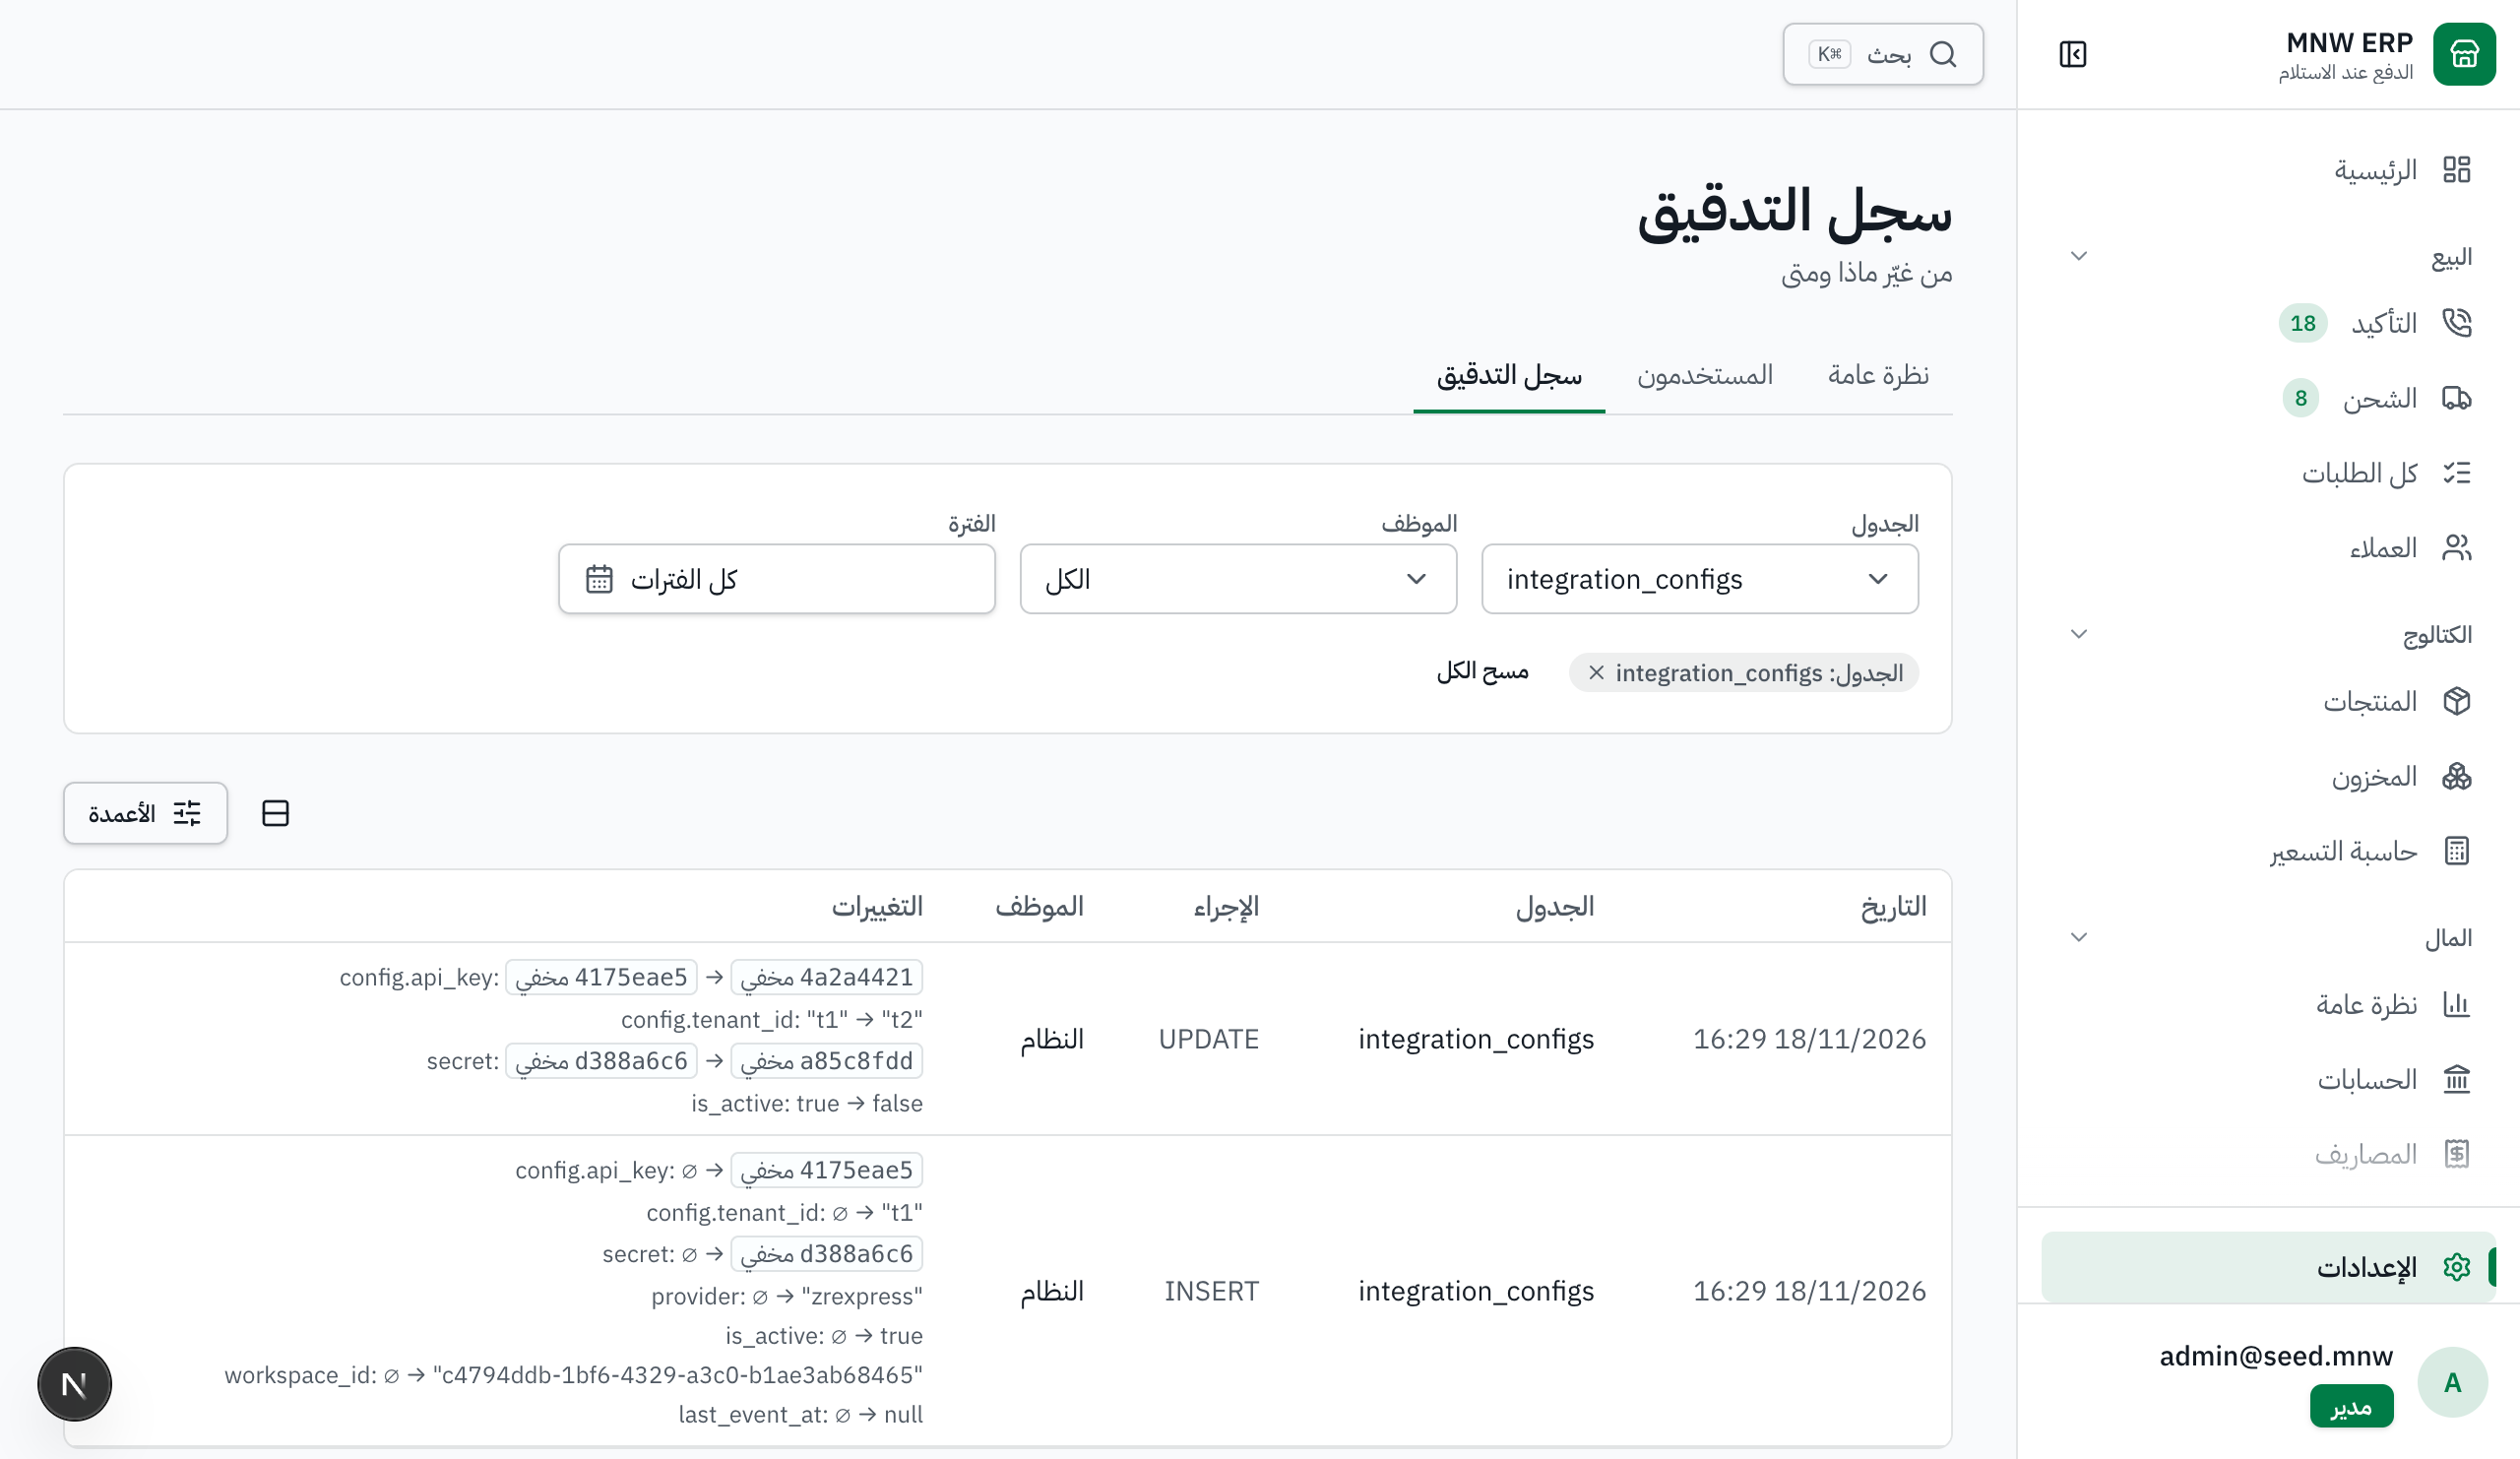 MNW ERP
الدفع عند الاستلام
الرئيسية
البيع
التأكيد 18
الشحن 8
كل الطلبات
العملاء
الكتالوج
المنتجات
المخزون
حاسبة التسعير
المال
نظرة عامة
الحسابات
المصاريف
الإعدادات
admin@seed.mnw
A
مدير
بحث ⌘K
سجل التدقيق
من غيّر ماذا ومتى
نظرة عامة المستخدمون سجل التدقيق
الجدول الموظف الفترة
integration_configs الكل كل الفترات
الجدول: integration_configs × مسح الكل
الأعمدة
التاريخ الجدول الإجراء الموظف التغييرات
18/11/2026 16:29 integration_configs UPDATE النظام
config.api_key: 4175eae5 مخفي → 4a2a4421 مخفي
config.tenant_id: "t1" → "t2"
secret: d388a6c6 مخفي → a85c8fdd مخفي
is_active: true → false
18/11/2026 16:29 integration_configs INSERT النظام
config.api_key: ∅ → 4175eae5 مخفي
config.tenant_id: ∅ → "t1"
secret: ∅ → d388a6c6 مخفي
provider: ∅ → "zrexpress"
is_active: ∅ → true
workspace_id: ∅ → "c4794ddb-1bf6-4329-a3c0-b1ae3ab68465"
last_event_at: ∅ → null
N